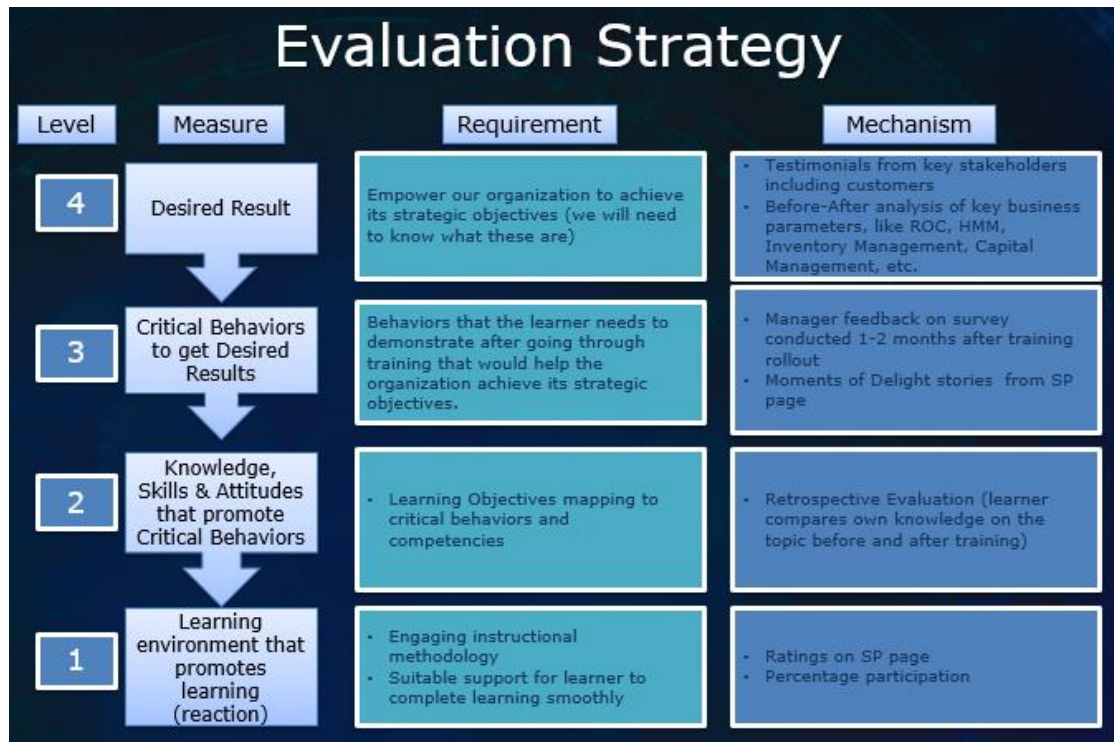 Evaluation Strategy
Level
Measure
Requirement
Mechanism
4
Desired Result
Empower our organization to achieve
its strategic objectives (we will need
to know what these are)
• Testimonials from key stakeholders
including customers
• Before-After analysis of key business
parameters, like ROC, HMM,
Inventory Management, Capital
Management, etc.
3
Critical Behaviors
to get Desired
Results
Behaviors that the learner needs to
demonstrate after going through
training that would help the
organization achieve its strategic
objectives.
• Manager feedback on survey
conducted 1-2 months after training
rollout
• Moments of Delight stories from SP
page
2
Knowledge,
Skills & Attitudes
that promote
Critical Behaviors
• Learning Objectives mapping to
critical behaviors and
competencies
• Retrospective Evaluation (learner
compares own knowledge on the
topic before and after training)
1
Learning
environment that
promotes
learning
(reaction)
• Engaging instructional
methodology
• Suitable support for learner to
complete learning smoothly
• Ratings on SP page
• Percentage participation